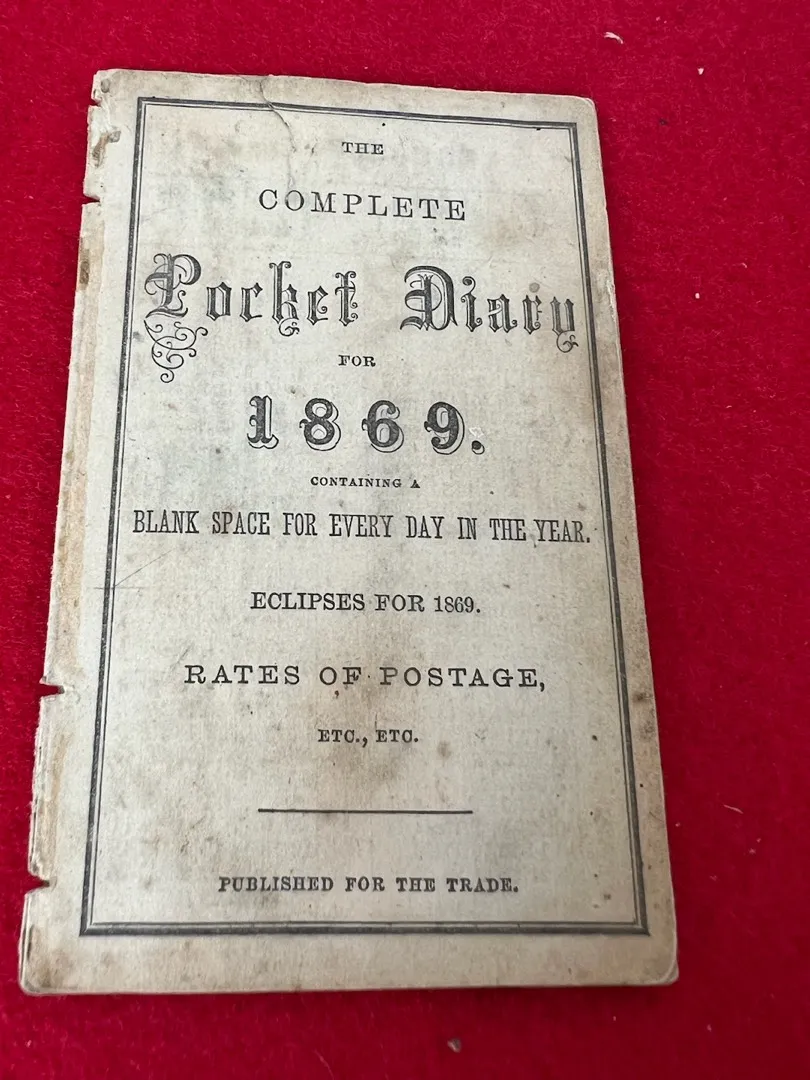 THE
COMPLETE
Pocket Diary
FOR
1869.
CONTAINING A
BLANK SPACE FOR EVERY DAY IN THE YEAR.
ECLIPSES FOR 1869.
RATES OF POSTAGE,
ETC., ETC.
PUBLISHED FOR THE TRADE.